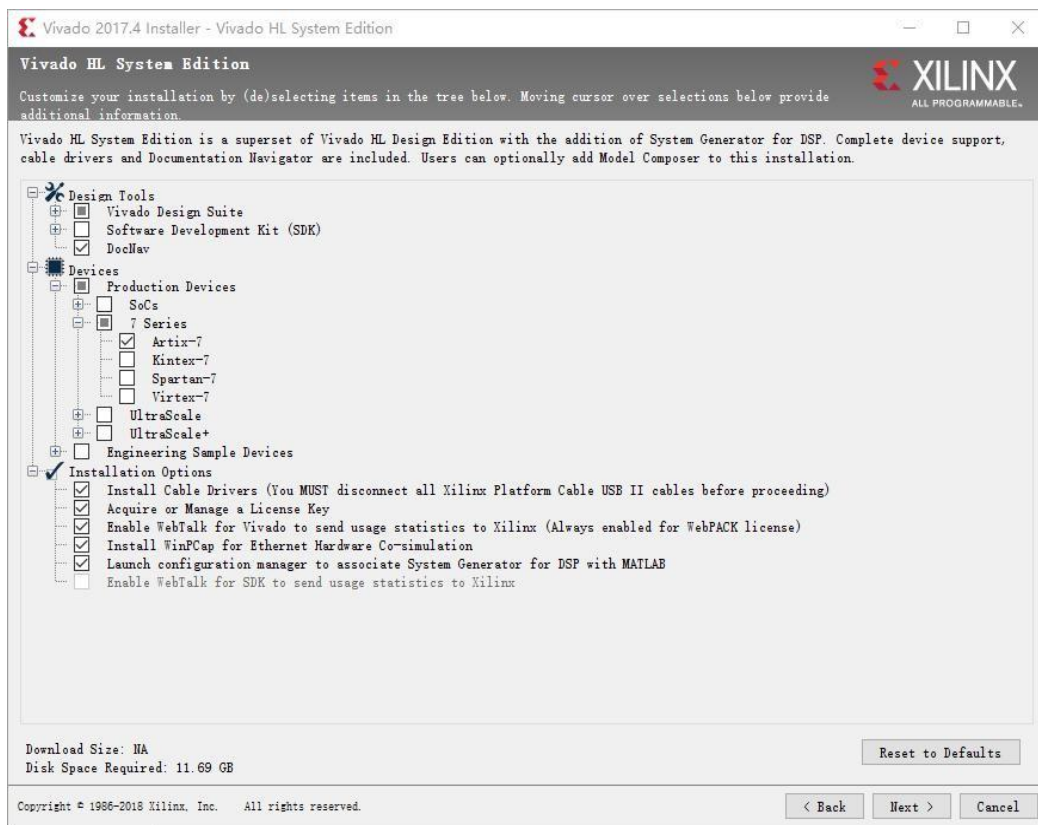 Vivado 2017.4 Installer - Vivado HL System Edition
Vivado HL System Edition
XILINX
ALL PROGRAMMABLE.
Customize your installation by (de)selecting items in the tree below. Moving cursor over selections below provide
additional information.
Vivado HL System Edition is a superset of Vivado HL Design Edition with the addition of System Generator for DSP. Complete device support,
cable drivers and Documentation Navigator are included. Users can optionally add Model Composer to this installation.
Design Tools
Vivado Design Suite
Software Development Kit (SDK)
DocNav
Devices
Production Devices
SoCs
7 Series
Artix-7
Kintex-7
Spartan-7
Virtex-7
UltraScale
UltraScale+
Engineering Sample Devices
Installation Options
Install Cable Drivers (You MUST disconnect all Xilinx Platform Cable USB II cables before proceeding)
Acquire or Manage a License Key
Enable WebTalk for Vivado to send usage statistics to Xilinx (Always enabled for WebPACK license)
Install WinPCap for Ethernet Hardware Co-simulation
Launch configuration manager to associate System Generator for DSP with MATLAB
Enable WebTalk for SDK to send usage statistics to Xilinx
Download Size: NA
Disk Space Required: 11.69 GB
Reset to Defaults
Copyright © 1986-2018 Xilinx, Inc. All rights reserved.
< Back
Next >
Cancel